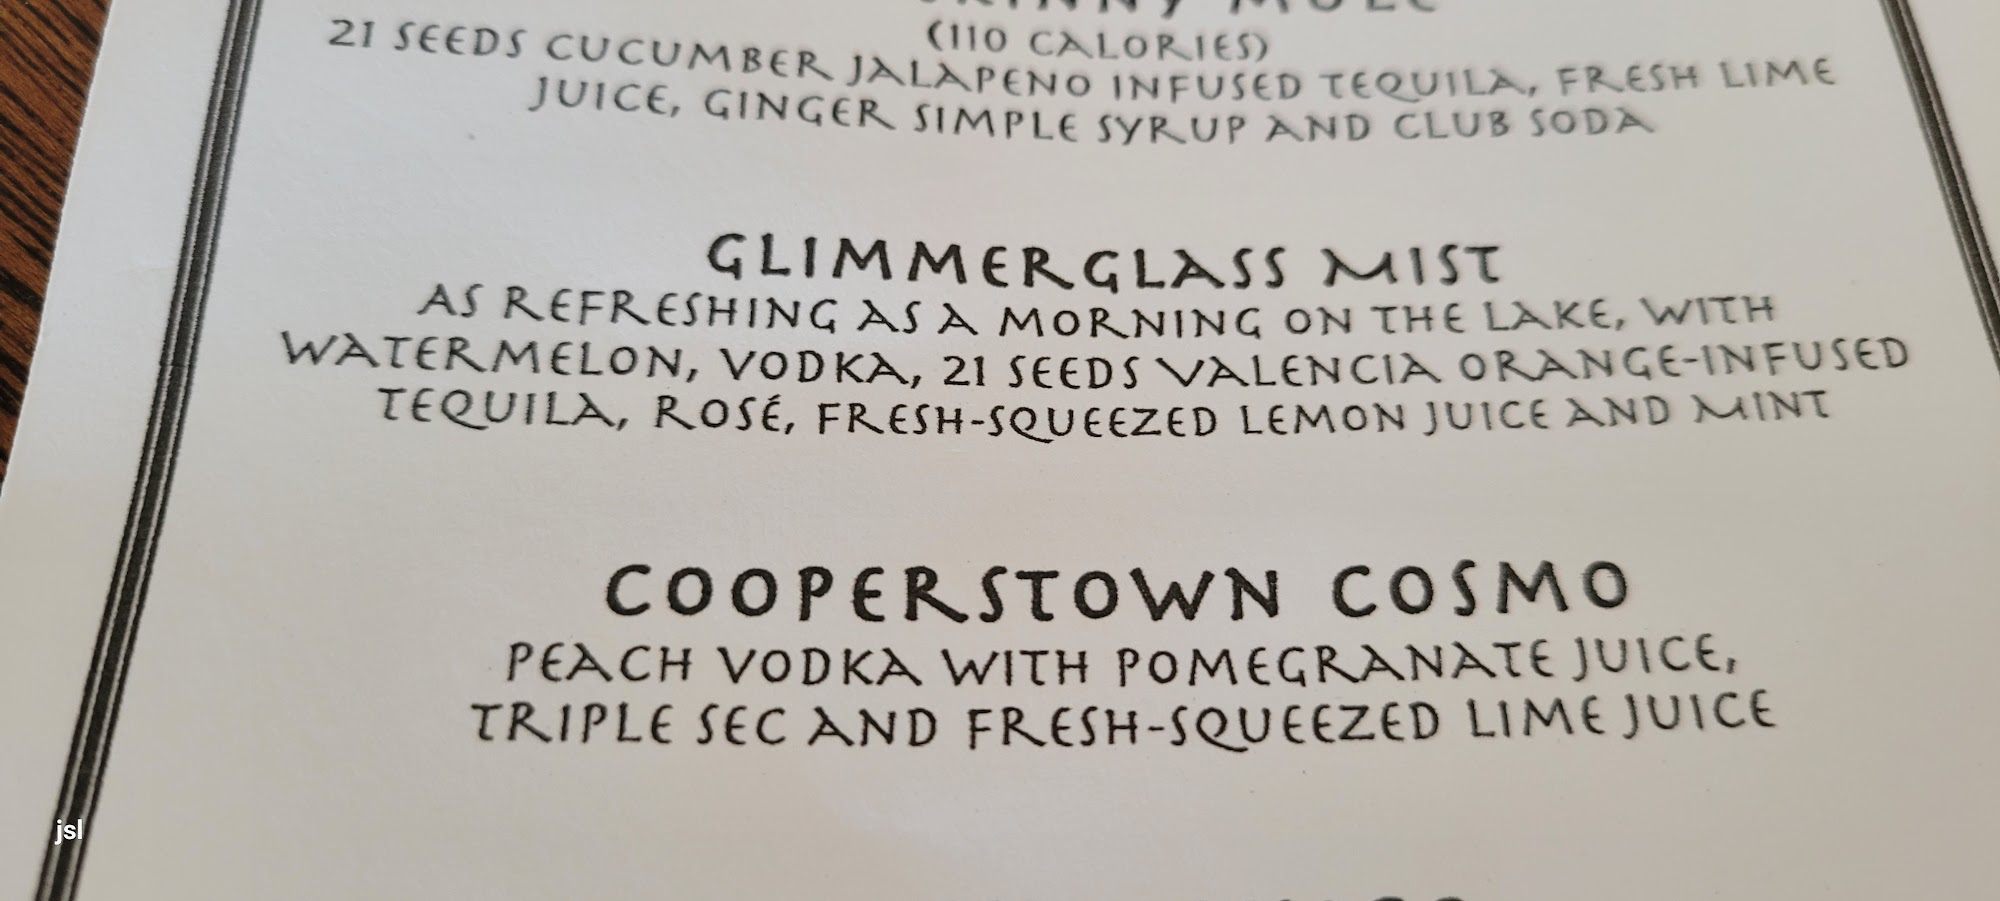 (110 CALORIES)
21 SEEDS CUCUMBER JALAPENO INFUSED TEQUILA, FRESH LIME
JUICE, GINGER SIMPLE SYRUP AND CLUB SODA
GLIMMERGLASS MIST
AS REFRESHING AS A MORNING ON THE LAKE, WITH
WATERMELON, VODKA, 21 SEEDS VALENCIA ORANGE-INFUSED
TEQUILA, ROSÉ, FRESH-SQUEEZED LEMON JUICE AND MINT
COOPERSTOWN COSMO
PEACH VODKA WITH POMEGRANATE JUICE,
TRIPLE SEC AND FRESH-SQUEEZED LIME JUICE
jsl